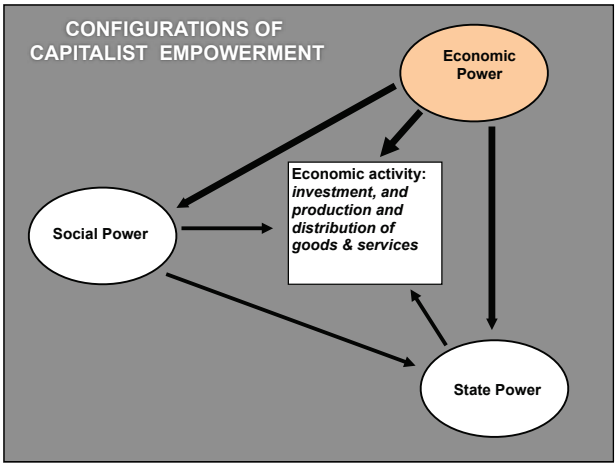 CONFIGURATIONS OF
CAPITALIST EMPOWERMENT
Economic
Power
Economic activity:
investment, and
production and
distribution of
goods & services
Social Power
State Power